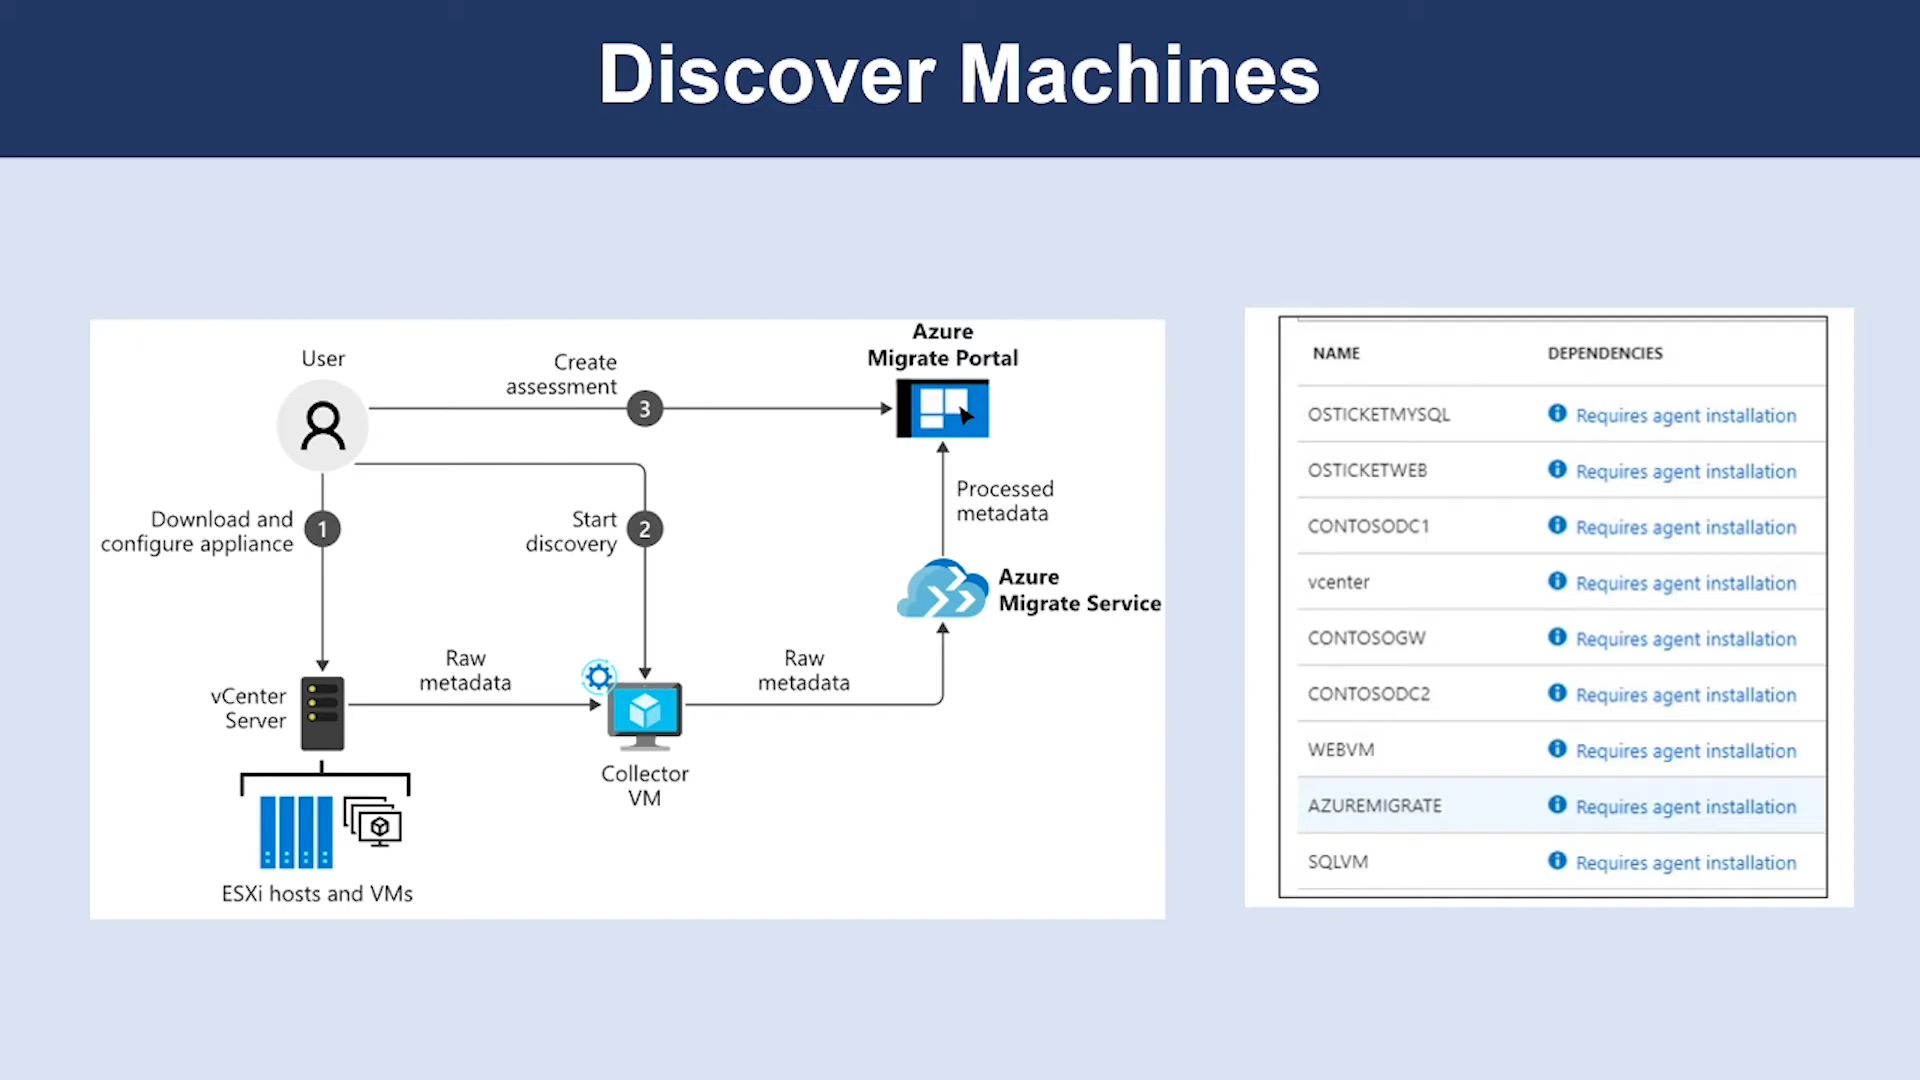 Discover Machines
User
Create
assessment
3
Azure
Migrate Portal
Download and
configure appliance
1
Start
discovery
2
Processed
metadata
Azure
Migrate Service
vCenter
Server
Raw
metadata
Raw
metadata
Collector
VM
ESXi hosts and VMs
NAME DEPENDENCIES
OSTICKETMYSQL Requires agent installation
OSTICKETWEB Requires agent installation
CONTOSODC1 Requires agent installation
vcenter Requires agent installation
CONTOSOGW Requires agent installation
CONTOSODC2 Requires agent installation
WEBVM Requires agent installation
AZUREMIGRATE Requires agent installation
SQLVM Requires agent installation